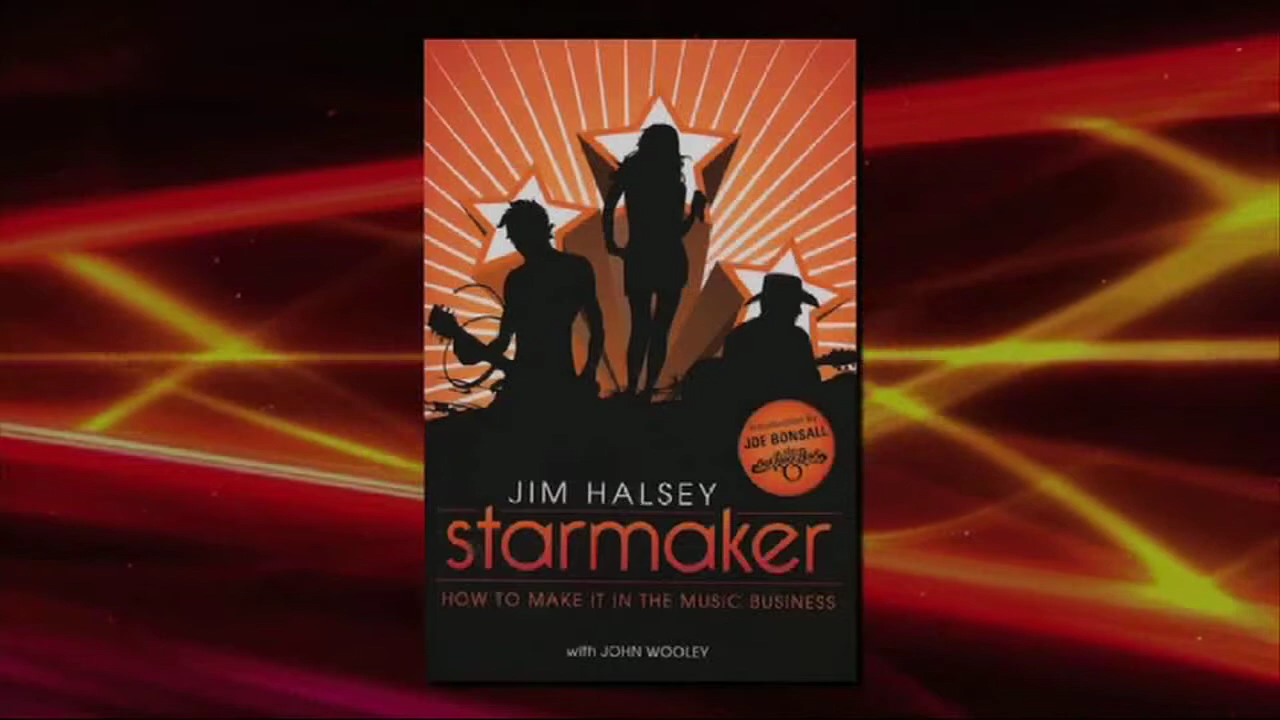 Introduction by
JOE BONSALL
JIM HALSEY
starmaker
HOW TO MAKE IT IN THE MUSIC BUSINESS
with JOHN WOOLEY